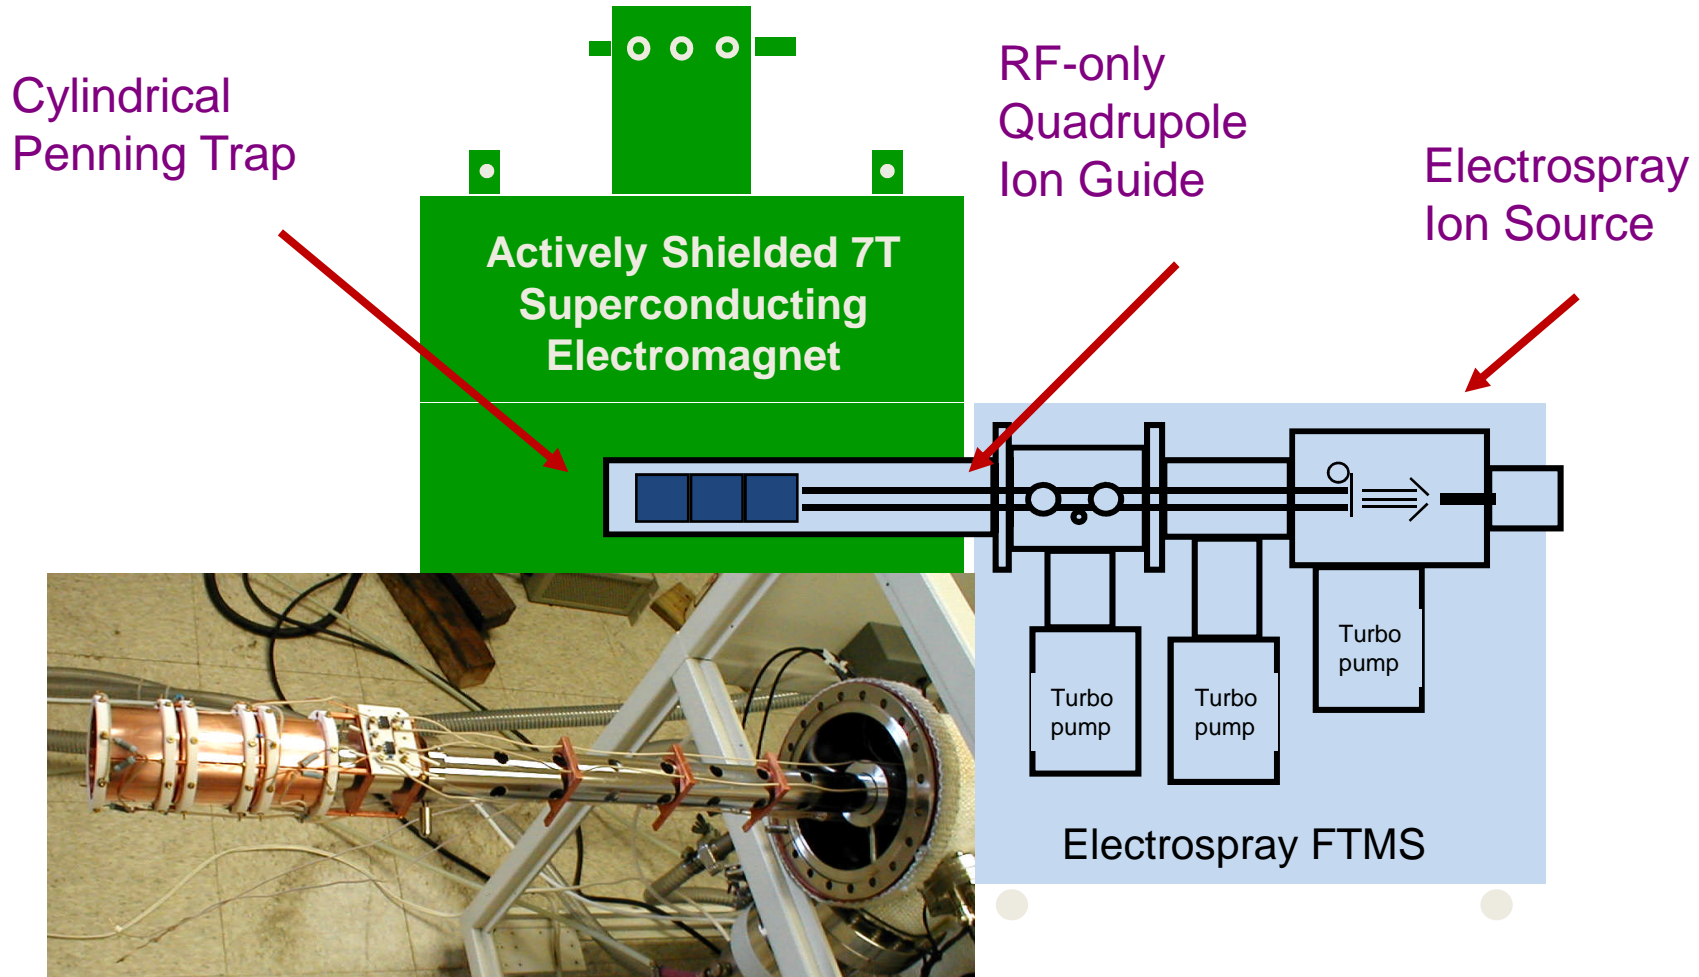 Cylindrical
Penning Trap
RF-only
Quadrupole
Ion Guide
Electrospray
Ion Source
Actively Shielded 7T
Superconducting
Electromagnet
Turbo
pump
Turbo
pump
Turbo
pump
Electrospray FTMS